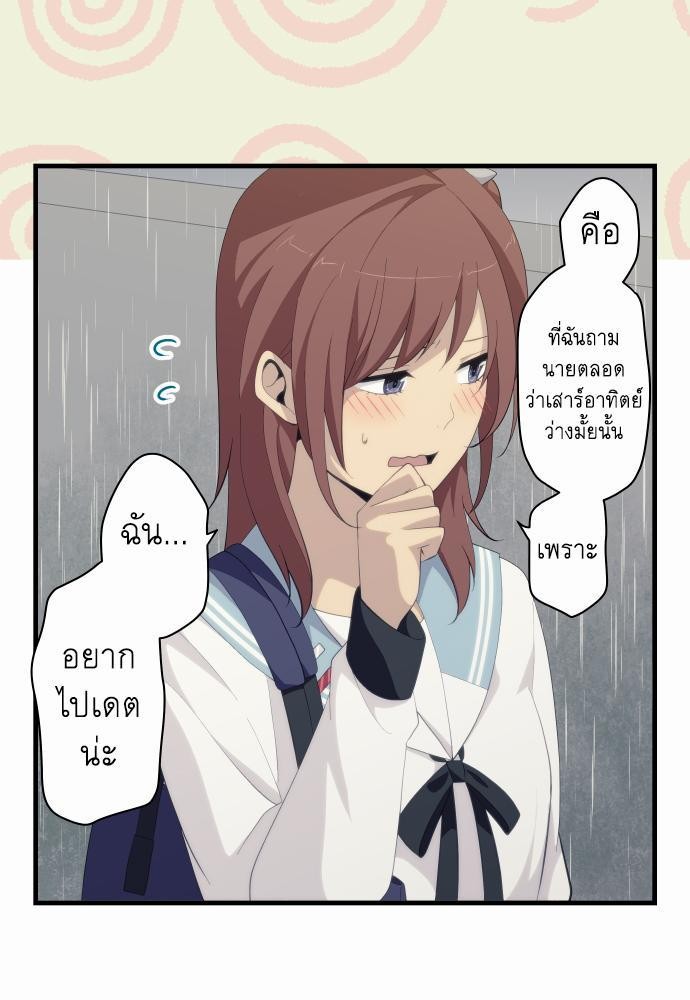 คือ
ที่ฉันถาม
นายตลอด
ว่าเสาร์อาทิตย์
ว่างมั้ยนั้น
เพราะ
ฉัน...
อยาก
ไปเดต
น่ะ